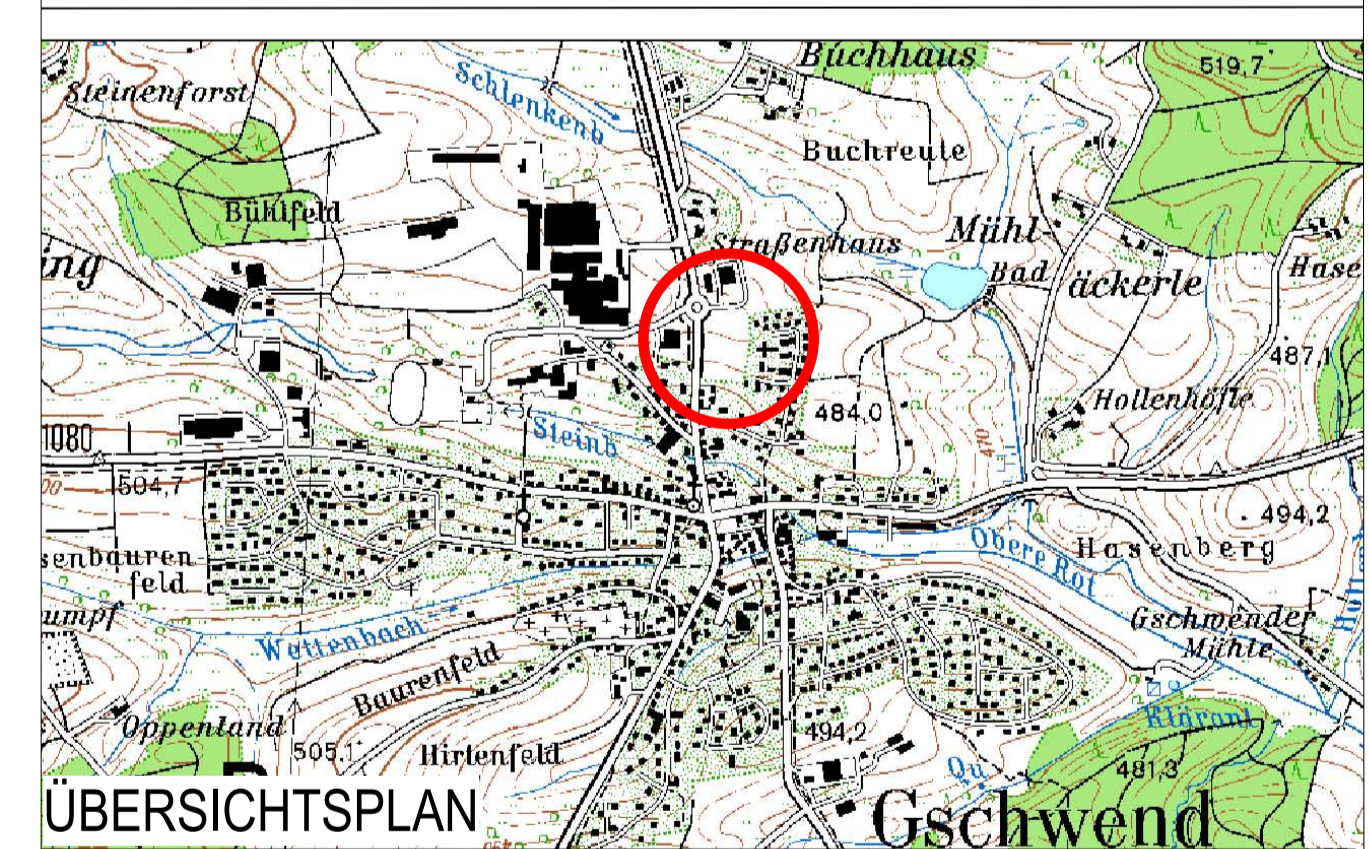 Buchhaus
519,7
Steinenforst
Schlenkenb
Buchreute
Bühlfeld
Straßenhaus
Mühl-
äckerle
ing
Bad
Hase
487,1
Hollenhöfle
484,0
1080
Steinb
504,7
494,2
Obere Rot
Hasenberg
senbauren
feld
umpf
Gschwender
Mühle
Wettenbach
Baurenfeld
Oppenland
505,1
Hirtenfeld
494,2
Kläranl
Qu
481,3
ÜBERSICHTSPLAN
Gschwend